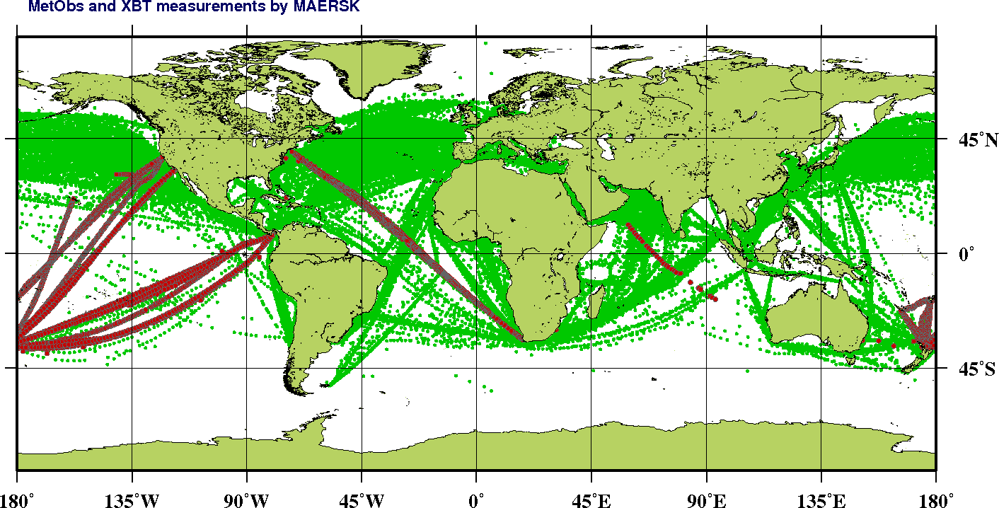 MetObs and XBT measurements by MAERSK
45˚N
0˚
45˚S
180˚ 135˚W 90˚W 45˚W 0˚ 45˚E 90˚E 135˚E 180˚